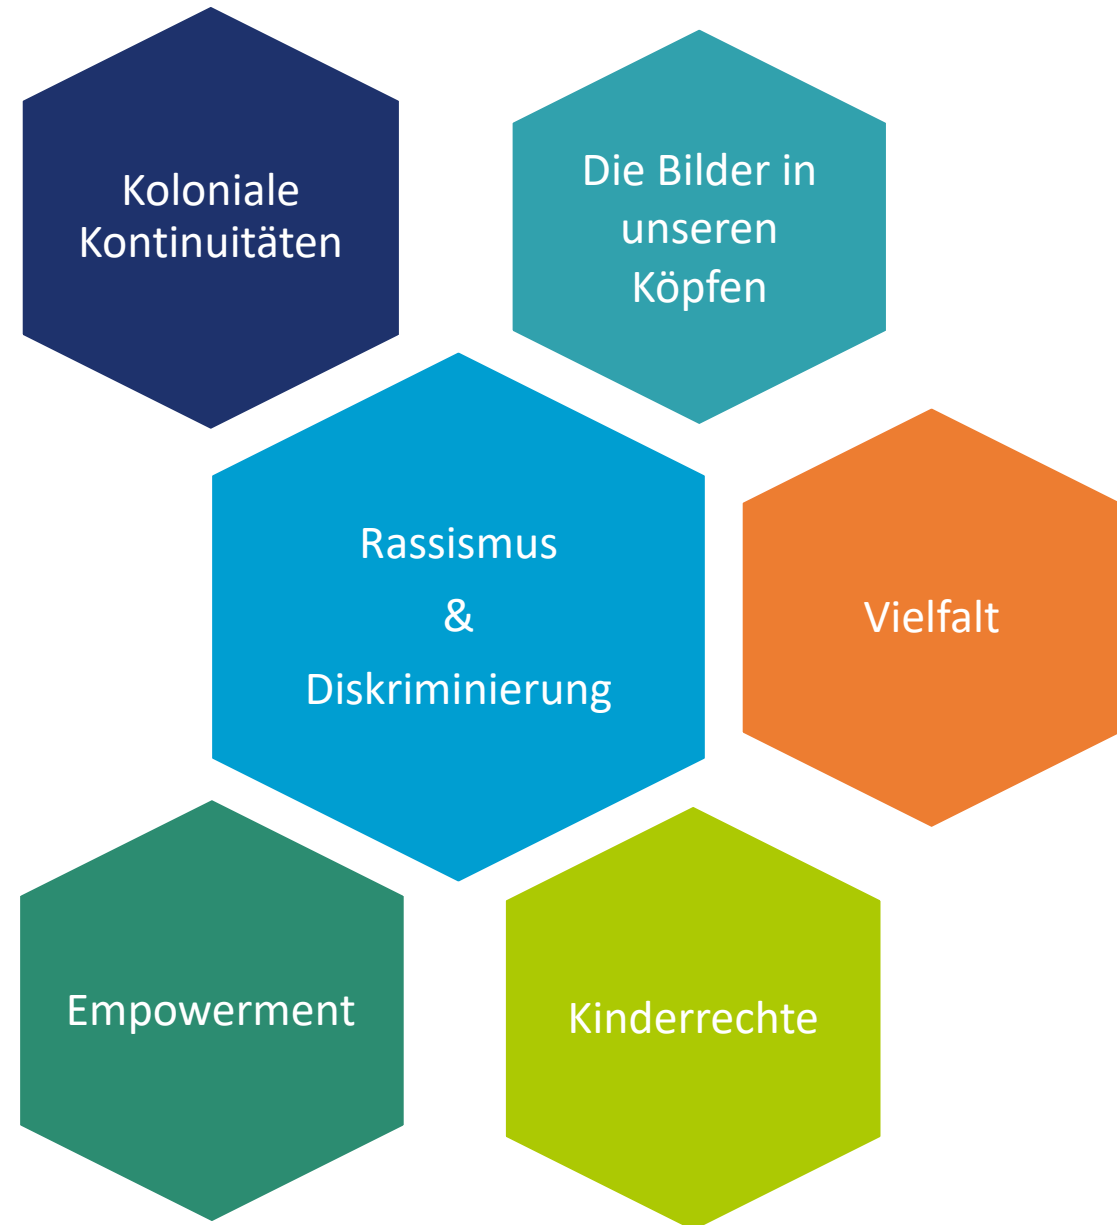 Koloniale
Kontinuitäten
Die Bilder in
unseren
Köpfen
Rassismus
&
Diskriminierung
Vielfalt
Empowerment
Kinderrechte